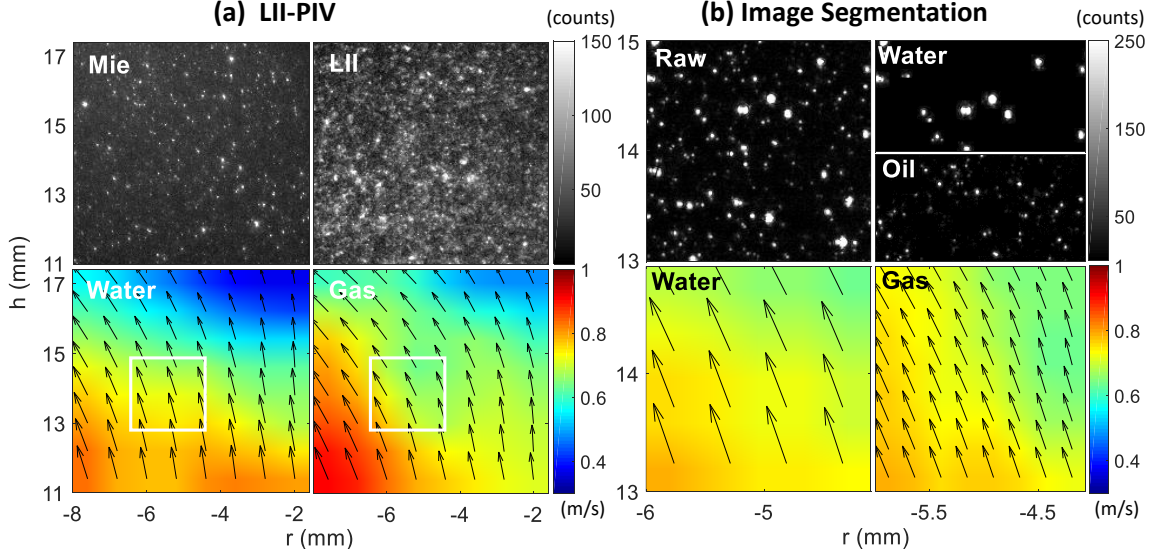 (a) LII-PIV
(counts)
(b) Image Segmentation
(counts)
17
15
13
11
h (mm)
Mie
LII
150
100
50
15
14
13
Raw
Water
Oil
250
150
50
17
15
13
11
Water
Gas
1
0.8
0.6
0.4
(m/s)
-8
-6
-4
-2
-6
-4
-2
r (mm)
14
13
Water
Gas
1
0.8
0.6
0.4
(m/s)
-6
-5
-5.5
-4.5
r (mm)